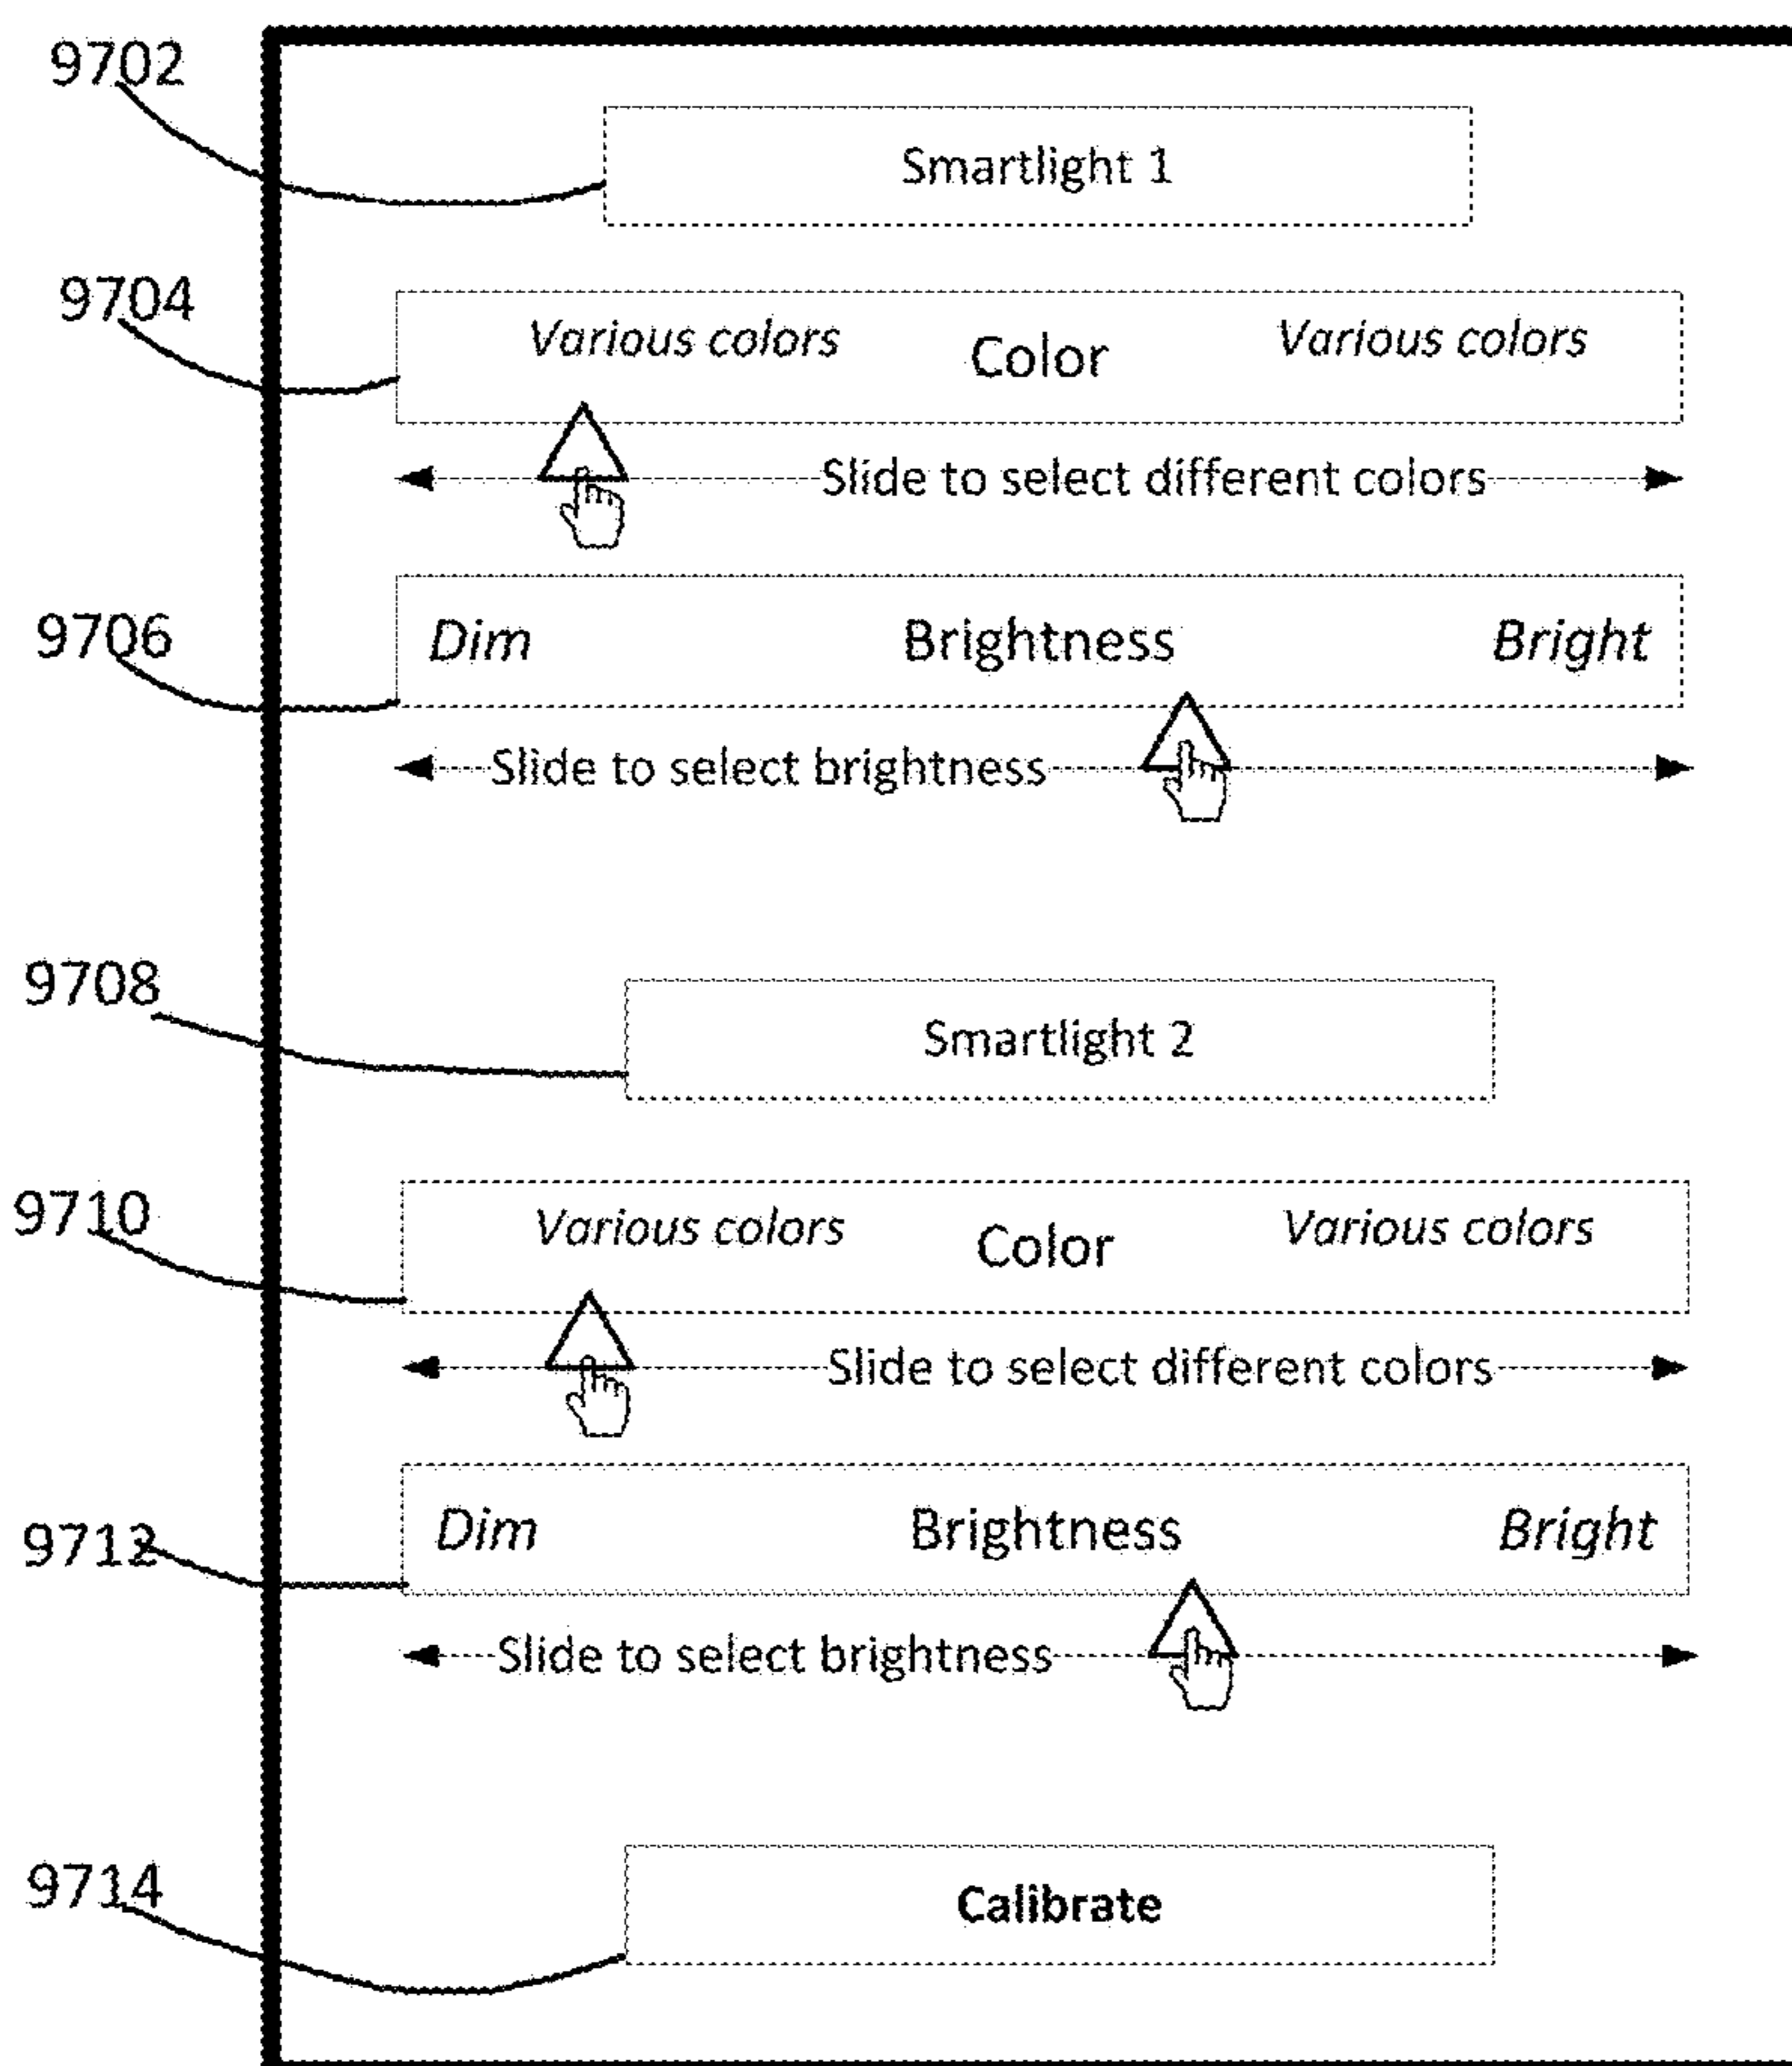 9702
Smartlight 1
9704
Various colors Color Various colors
Slide to select different colors
9706
Dim Brightness Bright
Slide to select brightness
9708
Smartlight 2
9710
Various colors Color Various colors
Slide to select different colors
9712
Dim Brightness Bright
Slide to select brightness
9714
Calibrate